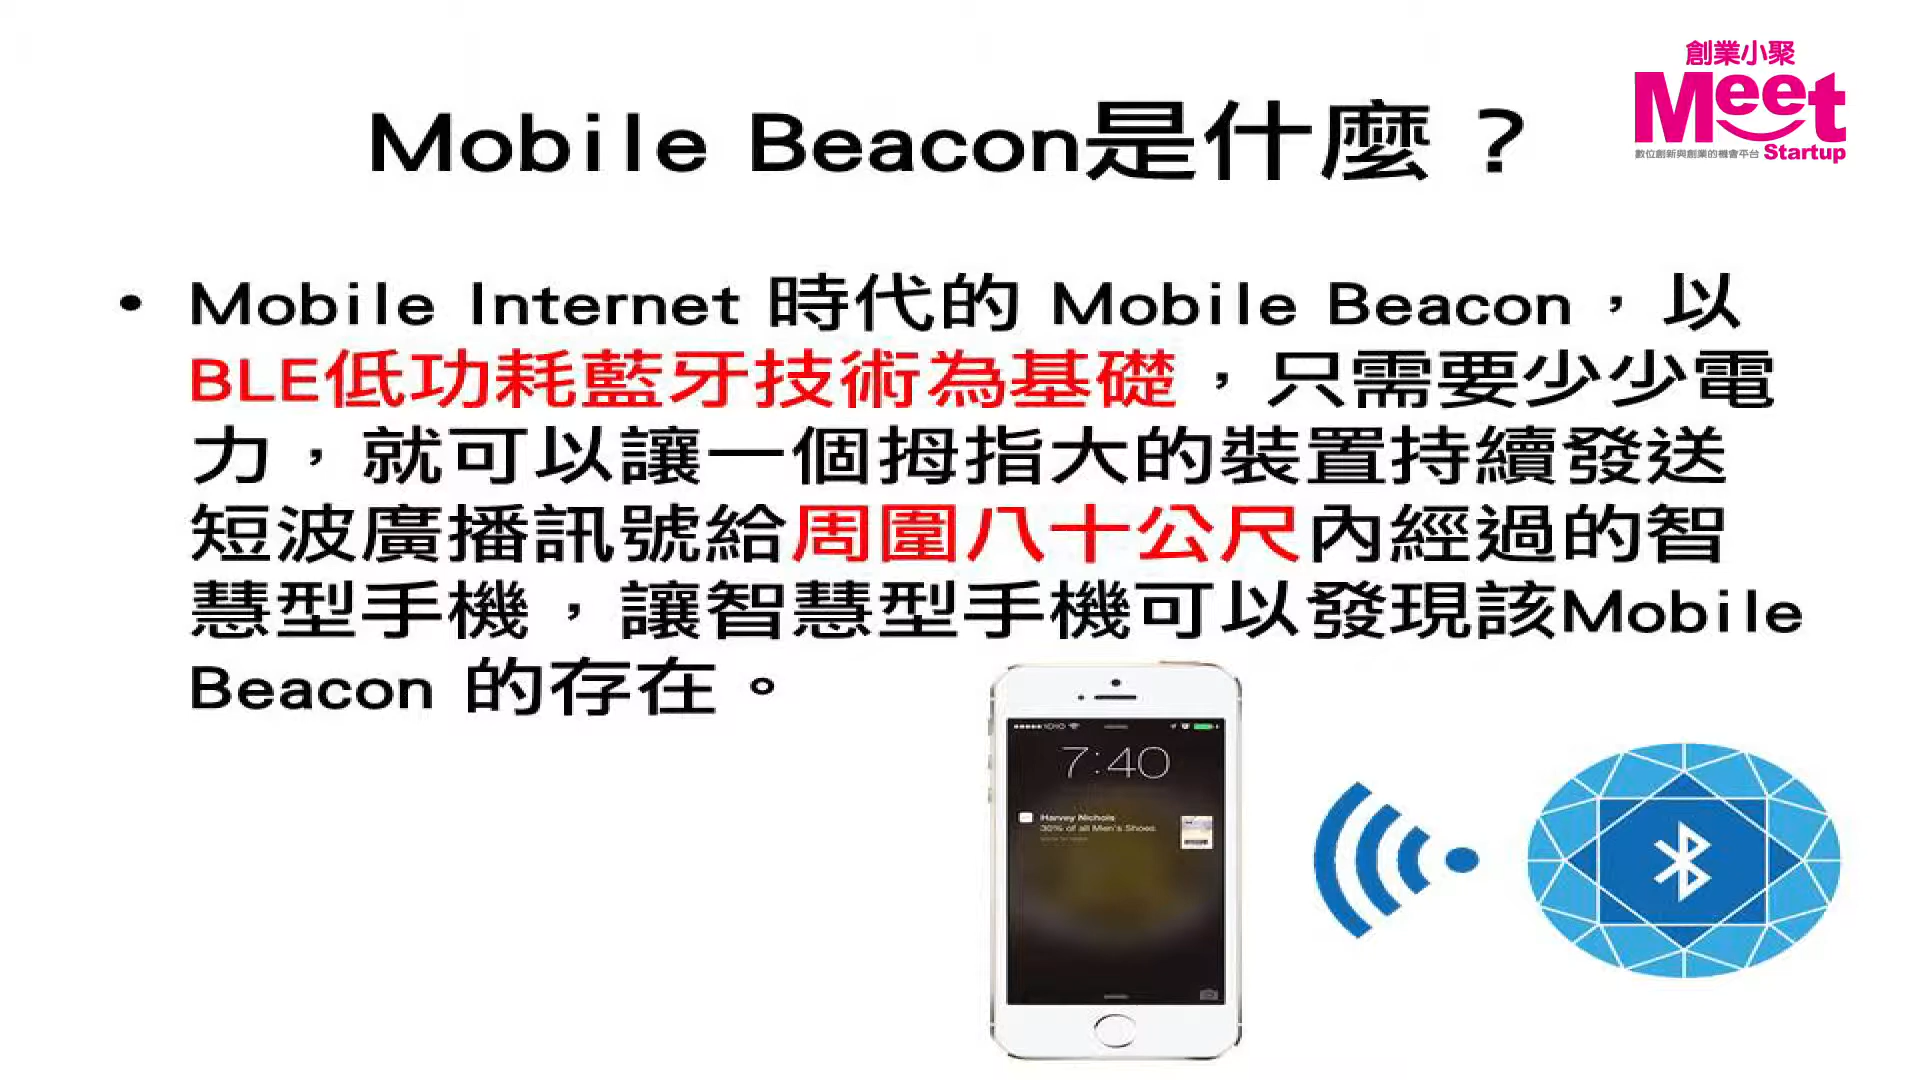 創業小聚
Meet
數位創新與創業的機會平台 Startup
Mobile Beacon是什麼？
• Mobile Internet 時代的 Mobile Beacon，以
BLE低功耗藍牙技術為基礎，只需要少少電
力，就可以讓一個拇指大的裝置持續發送
短波廣播訊號給周圍八十公尺內經過的智
慧型手機，讓智慧型手機可以發現該Mobile
Beacon 的存在。
7:40
Harvey Nichols
30% of all Men's Shoes